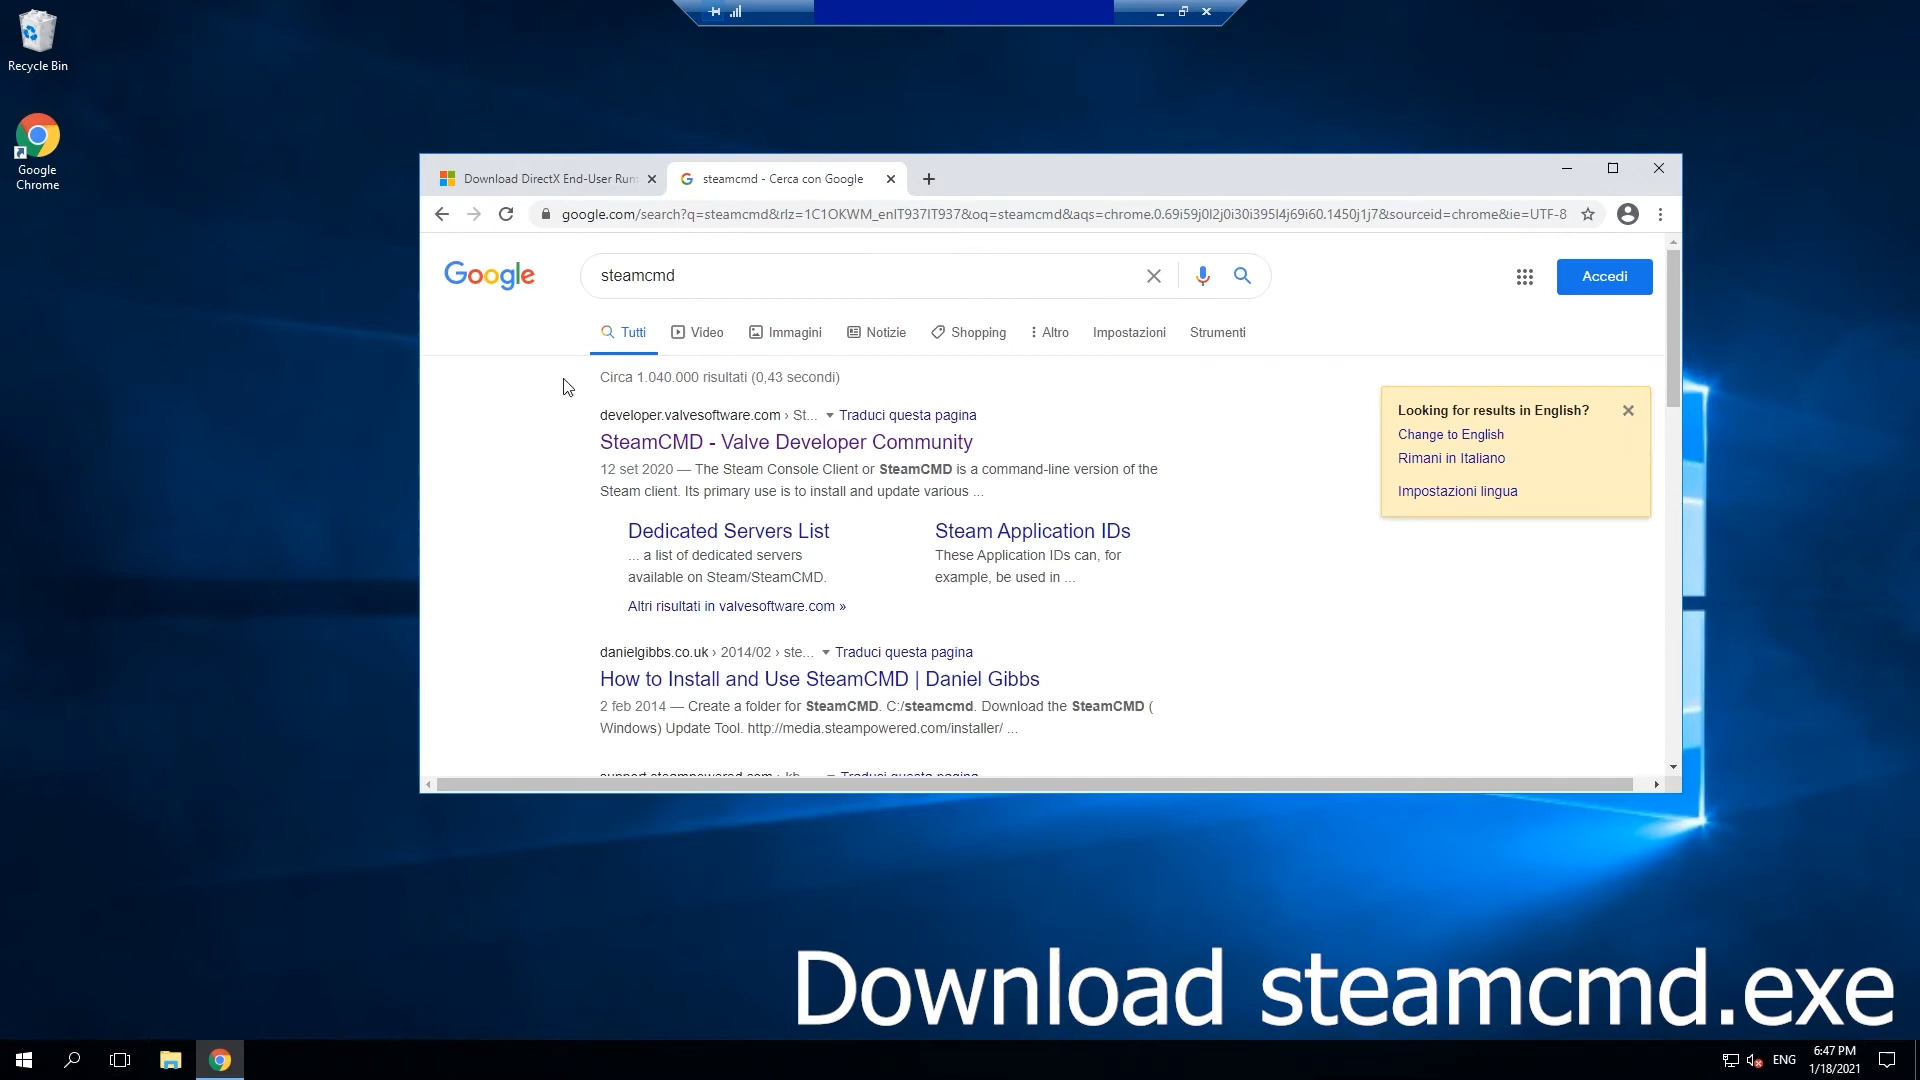 Recycle Bin
Google
Chrome
Download DirectX End-User Run
steamcmd - Cerca con Google
google.com/search?q=steamcmd&rlz=1C1OKWM_enIT937IT937&oq=steamcmd&aqs=chrome.0.69i59j0l2j0i30i395l4j69i60.1450j1j7&sourceid=chrome&ie=UTF-8
Google
steamcmd
Accedi
Tutti
Video
Immagini
Notizie
Shopping
Altro
Impostazioni
Strumenti
Circa 1.040.000 risultati (0,43 secondi)
developer.valvesoftware.com › St... Traduci questa pagina
SteamCMD - Valve Developer Community
12 set 2020 — The Steam Console Client or SteamCMD is a command-line version of the
Steam client. Its primary use is to install and update various ...
Dedicated Servers List
... a list of dedicated servers
available on Steam/SteamCMD.
Steam Application IDs
These Application IDs can, for
example, be used in ...
Altri risultati in valvesoftware.com »
danielgibbs.co.uk › 2014/02 › ste... Traduci questa pagina
How to Install and Use SteamCMD | Daniel Gibbs
2 feb 2014 — Create a folder for SteamCMD. C:/steamcmd. Download the SteamCMD (
Windows) Update Tool. http://media.steampowered.com/installer/ ...
support.steampowered.com › kb... Traduci questa pagina
Looking for results in English?
Change to English
Rimani in Italiano
Impostazioni lingua
Download steamcmd.exe
ENG
6:47 PM
1/18/2021